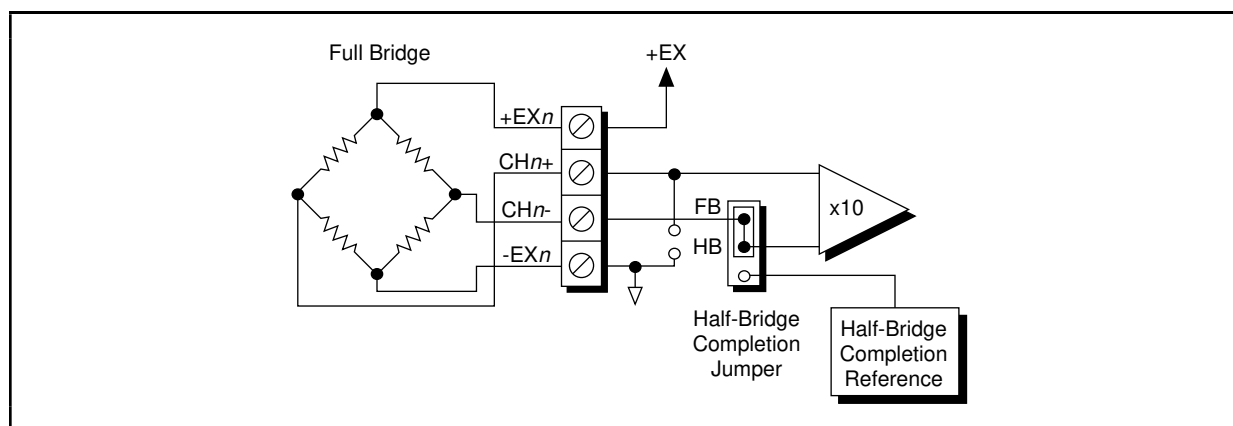 Full Bridge
+EX
+EXn
CHn+
CHn-
-EXn
FB
HB
x10
Half-Bridge
Completion
Jumper
Half-Bridge
Completion
Reference